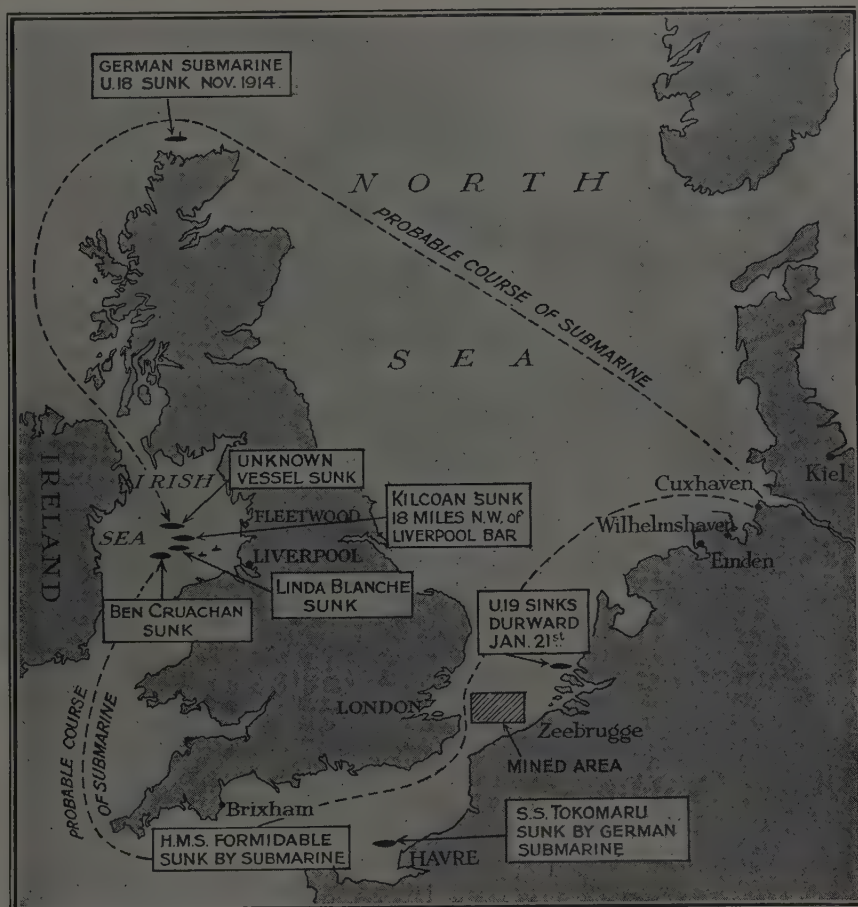 GERMAN SUBMARINE
U.18 SUNK NOV. 1914
NORTH
PROBABLE COURSE OF SUBMARINE
SEA
IRELAND
IRISH
SEA
UNKNOWN
VESSEL SUNK
KILCOAN SUNK
18 MILES N.W. of
LIVERPOOL BAR
FLEETWOOD
LIVERPOOL
LINDA BLANCHE
SUNK
BEN CRUACHAN
SUNK
Cuxhaven
Kiel
Wilhelmshaven
Emden
U.19 SINKS
DURWARD
JAN. 21st
LONDON
Zeebrugge
MINED AREA
PROBABLE COURSE
OF SUBMARINE
Brixham
H.M.S. FORMIDABLE
SUNK BY SUBMARINE
HAVRE
S.S. TOKOMARU
SUNK BY GERMAN
SUBMARINE